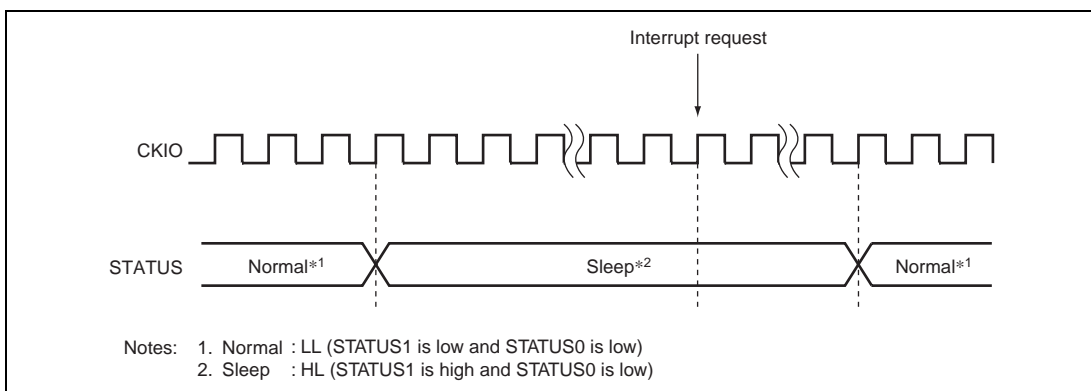 Interrupt request
CKIO
STATUS
Normal*1
Sleep*2
Normal*1
Notes: 1. Normal : LL (STATUS1 is low and STATUS0 is low)
2. Sleep : HL (STATUS1 is high and STATUS0 is low)